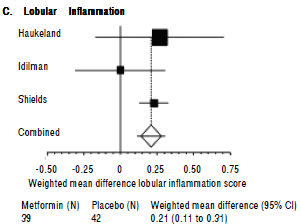 C. Lobular Inflammation
Haukeland
Idilman
Shields
Combined
-0.50 -0.25 0 0.25 0.50 0.75
Weighted mean difference lobular inflammation score
Metformin (N) Placebo (N) Weighted mean difference (95% CI)
39 42 0.21 (0.11 to 0.31)